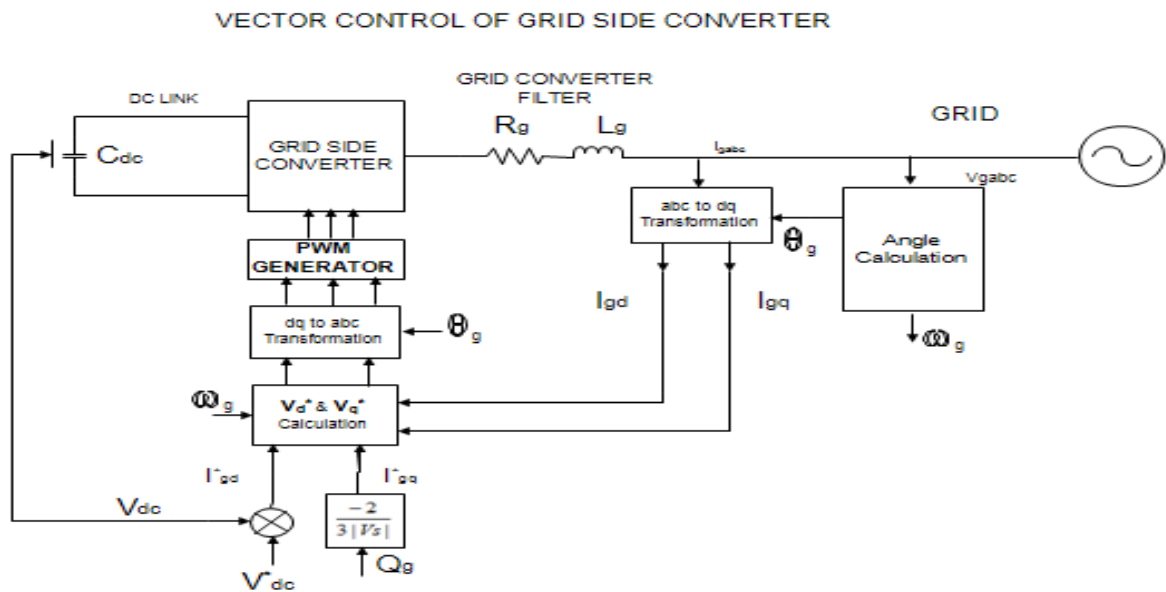 VECTOR CONTROL OF GRID SIDE CONVERTER
GRID CONVERTER
FILTER
DC LINK
GRID
Rg
Lg
Cdc
GRID SIDE
CONVERTER
Igabc
Vgabc
abc to dq
Transformation
θg
Angle
Calculation
PWM
GENERATOR
Igd
Igq
dq to abc
Transformation
θg
ωg
ωg
Vd* & Vq*
Calculation
I*gd
I*gq
Vdc
-2
3|Vs|
V*dc
Qg